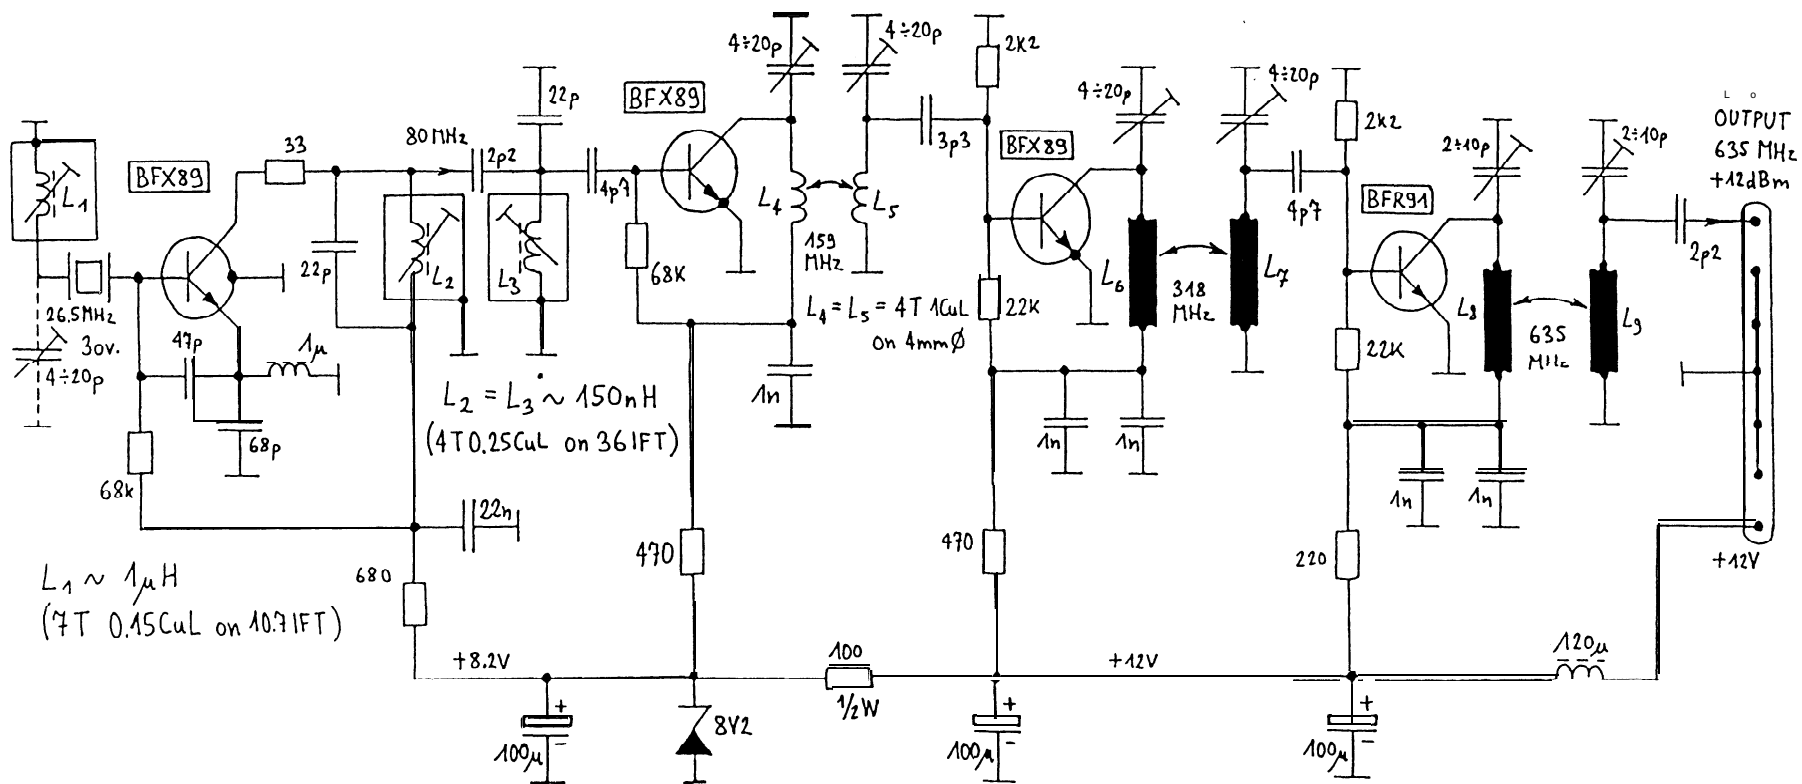 4÷20p
4÷20p
2k2
4÷20p
4÷20p
2k2
LO
OUTPUT
635 MHz
+12dBm
22p
BFX89
80MHz
2p2
33
BFX89
L1
4p7
L4
L5
3p3
BFX89
4p7
BFR91
2÷10p
2÷10p
2p2
22p
L2
L3
68K
159
MHz
L6
318
MHz
L7
L8
635
MHz
L9
26.5MHz
3ov.
4÷20p
47p
1µ
68p
68k
L4 = L5 = 4T 1CuL
on 4mmØ
22K
22K
L2 = L3 ~ 150nH
(4T 0.25CuL on 36IFT)
1n
1n
1n
1n
1n
22n
L1 ~ 1µH
(7T 0.15CuL on 10.7IFT)
680
470
470
220
+12V
+8.2V
100
1/2W
+12V
120µ
+
-
100µ
8V2
+
-
100µ
+
-
100µ